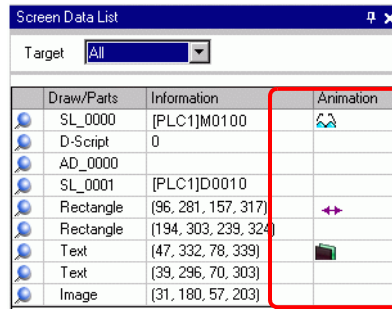 Screen Data List
Target All
Draw/Parts Information Animation
SL_0000 [PLC1]M0100
D-Script 0
AD_0000
SL_0001 [PLC1]D0010
Rectangle (96, 281, 157, 317)
Rectangle (194, 303, 239, 324)
Text (47, 332, 78, 339)
Text (39, 296, 70, 303)
Image (31, 180, 57, 203)